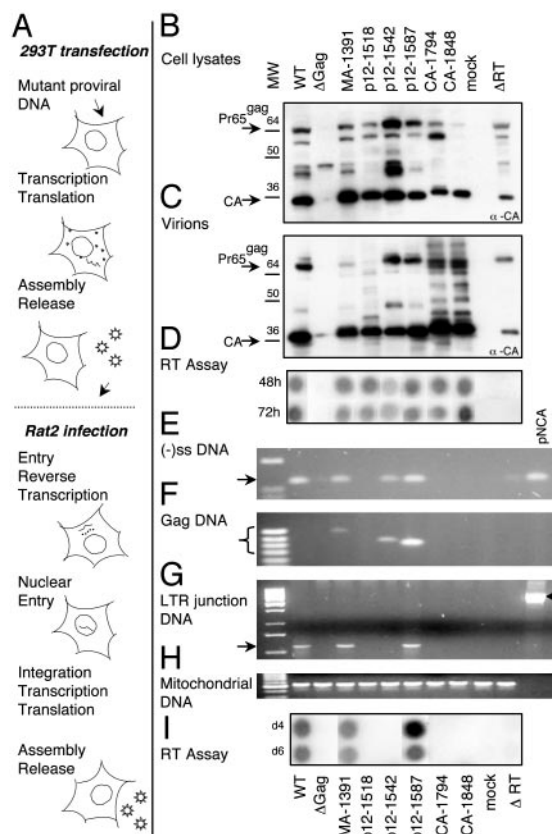 A
293T transfection
Mutant proviral
DNA
Transcription
Translation
Assembly
Release
Rat2 infection
Entry
Reverse
Transcription
Nuclear
Entry
Integration
Transcription
Translation
Assembly
Release
B
Cell lysates
MW
WT
ΔGag
MA-1391
p12-1518
p12-1542
p12-1587
CA-1794
CA-1848
mock
ΔRT
Pr65gag
64
50
36
CA
α -CA
C
Virions
Pr65gag
64
50
36
CA
α -CA
D
RT Assay
48h
72h
pNCA
E
(-)ss DNA
F
Gag DNA
G
LTR junction
DNA
H
Mitochondrial
DNA
I
RT Assay
d4
d6
WT
ΔGag
MA-1391
p12-1518
p12-1542
p12-1587
CA-1794
CA-1848
mock
Δ RT